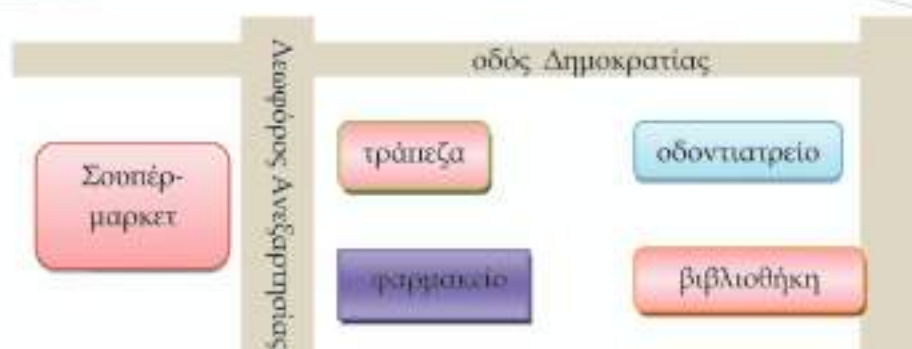 οδός Δημοκρατίας
Λεωφόρος Ανεξαρτησίας
Σουπέρ-
μαρκετ
τράπεζα
οδοντιατρείο
φαρμακείο
βιβλιοθήκη